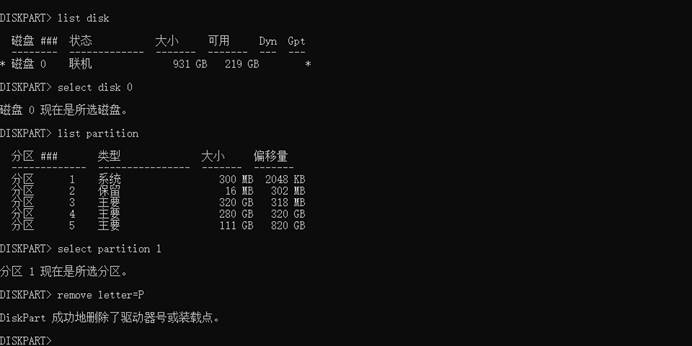 DISKPART> list disk
磁盘 ### 状态 大小 可用 Dyn Gpt
-------- ------------- ------- ------- --- ---
* 磁盘 0 联机 931 GB 219 GB *
DISKPART> select disk 0
磁盘 0 现在是所选磁盘。
DISKPART> list partition
分区 ### 类型 大小 偏移量
------------- ---------------- ------- -------
分区 1 系统 300 MB 2048 KB
分区 2 保留 16 MB 302 MB
分区 3 主要 320 GB 318 MB
分区 4 主要 280 GB 320 GB
分区 5 主要 111 GB 820 GB
DISKPART> select partition 1
分区 1 现在是所选分区。
DISKPART> remove letter=P
DiskPart 成功地删除了驱动器号或装载点。
DISKPART>